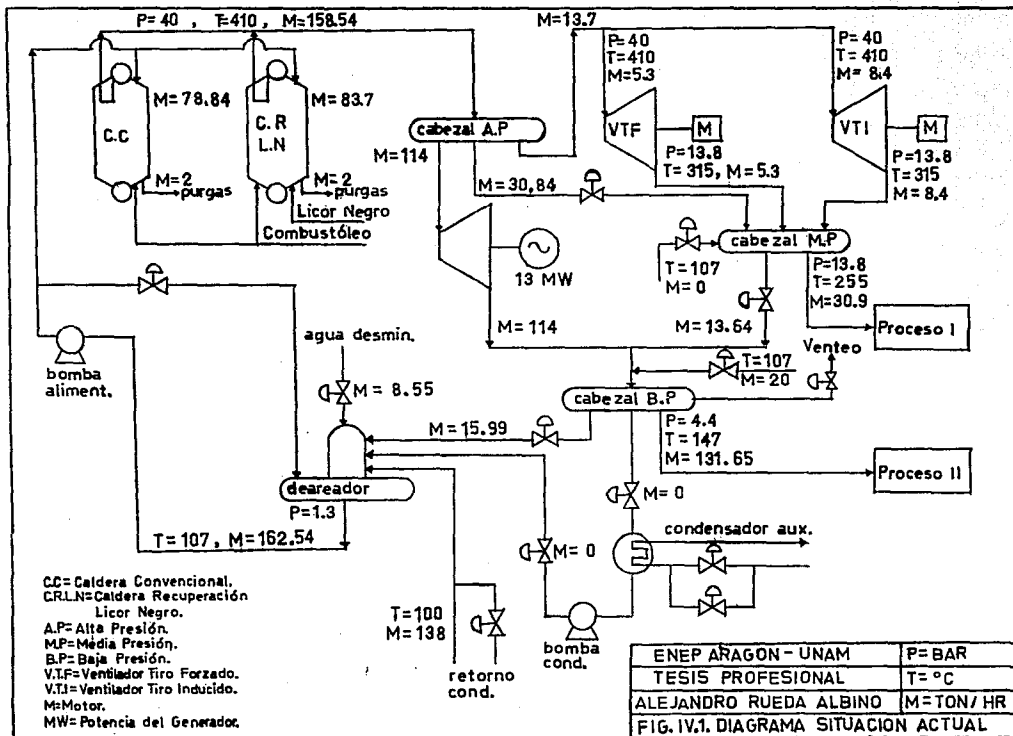 P=40 , T=410, M=158.54
M=13.7
P=40
T=410
M=5.3
P=40
T=410
M=8.4
M=78.84
M=83.7
C.C
C.R
L.N
cabezal A.P
VTF
M
VTI
M
M=114
P=13.8
T=315, M=5.3
P=13.8
T=315
M=8.4
M=2
purgas
M=2
purgas
M=30,84
Licor Negro
Combustóleo
cabezal M.P
13 MW
T=107
M=0
P=13.8
T=255
M=30.9
M=114
M=13.64
Proceso I
agua desmin.
Venteo
bomba
aliment.
T=107
M=20
M= 8.55
cabezal B.P
M=15.99
P=4.4
T=147
M=131.65
Proceso II
deareador
M=0
P=1.3
condensador aux.
T=107, M=162.54
M=0
C.C= Caldera Convencional.
C.R.L.N=Caldera Recuperación
Licor Negro.
A.P= Alta Presión.
M.P= Média Presión.
B.P= Baja Presión.
V.T.F= Ventilador Tiro Forzado.
V.T.I= Ventilador Tiro Inducido.
M=Motor.
MW= Potencia del Generador.
T=100
M=138
retorno
cond.
bomba
cond.
ENEP ARAGON-UNAM P=BAR
TESIS PROFESIONAL T=°C
ALEJANDRO RUEDA ALBINO M=TON/HR
FIG. IV.1. DIAGRAMA SITUACION ACTUAL